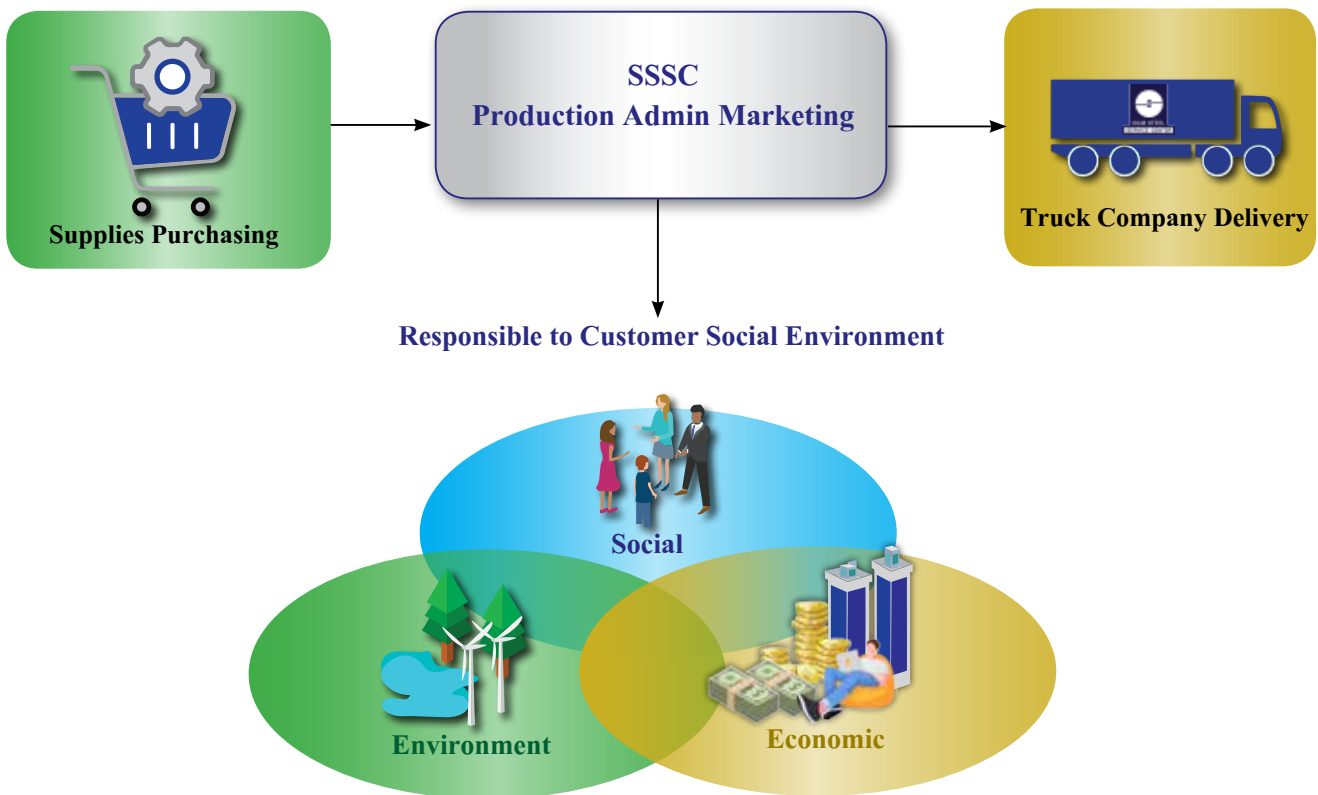 SSSC
Production Admin Marketing
Supplies Purchasing
Truck Company Delivery
Responsible to Customer Social Environment
Social
Environment
Economic